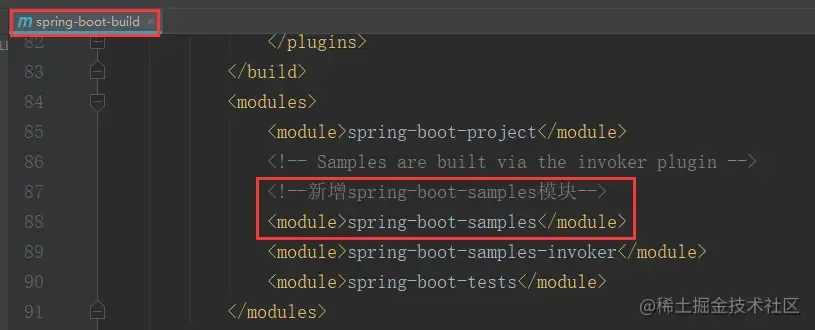 m spring-boot-build ×
82 </plugins>
83 </build>
84 <modules>
85 <module>spring-boot-project</module>
86 <!-- Samples are built via the invoker plugin -->
87 <!--新增spring-boot-samples模块-->
88 <module>spring-boot-samples</module>
89 <module>spring-boot-samples-invoker</module>
90 <module>spring-boot-tests</module>
91 </modules>
@稀土掘金技术社区